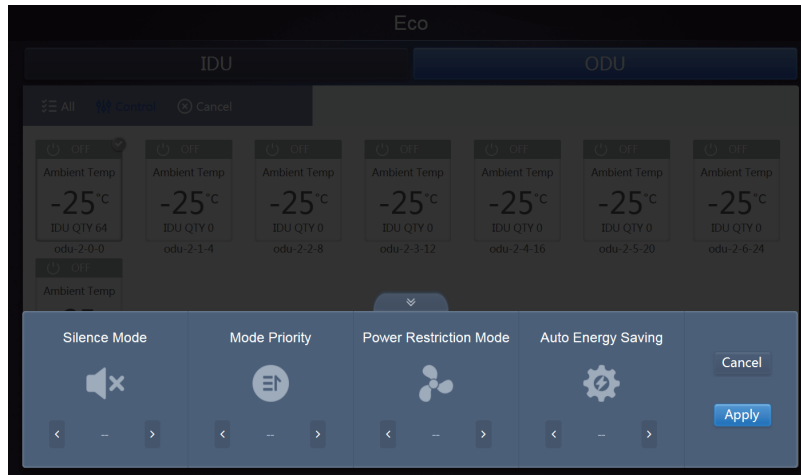 Eco
IDU ODU
All Control Cancel
OFF OFF OFF OFF OFF OFF OFF
Ambient Temp Ambient Temp Ambient Temp Ambient Temp Ambient Temp Ambient Temp Ambient Temp
-25°C -25°C -25°C -25°C -25°C -25°C -25°C
IDU QTY 64 IDU QTY 0 IDU QTY 0 IDU QTY 0 IDU QTY 0 IDU QTY 0 IDU QTY 0
odu-2-0-0 odu-2-1-4 odu-2-2-8 odu-2-3-12 odu-2-4-16 odu-2-5-20 odu-2-6-24
OFF
Ambient Temp
Silence Mode Mode Priority Power Restriction Mode Auto Energy Saving
Cancel
Apply
< -- > < -- > < -- > < -- >